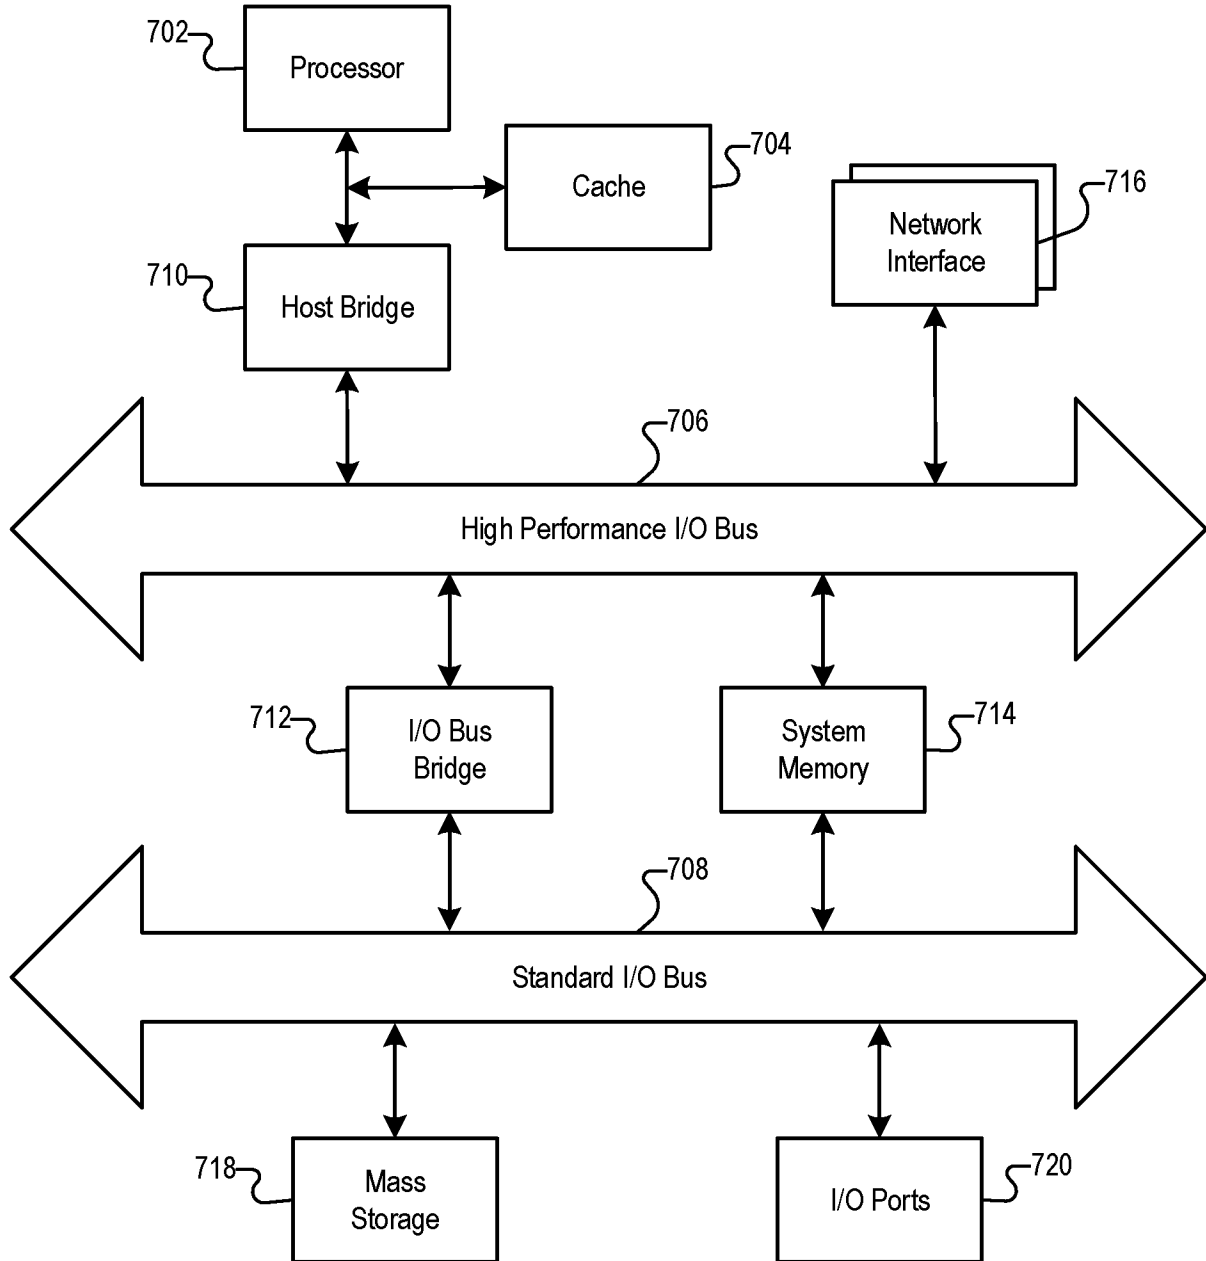 702
Processor
704
Cache
716
Network
Interface
710
Host Bridge
706
High Performance I/O Bus
712
I/O Bus
Bridge
714
System
Memory
708
Standard I/O Bus
718
Mass
Storage
720
I/O Ports